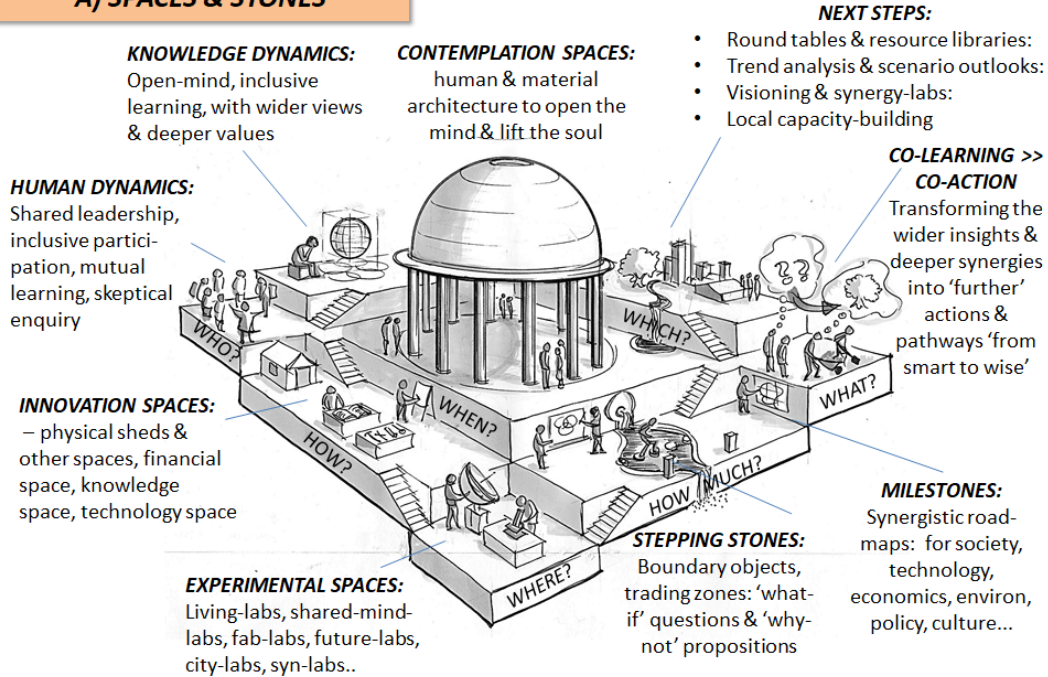 A) SPACES & STONES
KNOWLEDGE DYNAMICS:
Open-mind, inclusive
learning, with wider views
& deeper values
CONTEMPLATION SPACES:
human & material
architecture to open the
mind & lift the soul
NEXT STEPS:
• Round tables & resource libraries:
• Trend analysis & scenario outlooks:
• Visioning & synergy-labs:
• Local capacity-building
CO-LEARNING >>
CO-ACTION
Transforming the
wider insights &
deeper synergies
into ‘further’
actions &
pathways ‘from
smart to wise’
HUMAN DYNAMICS:
Shared leadership,
inclusive partici-
pation, mutual
learning, skeptical
enquiry
??
WHO?
WHICH?
WHAT?
WHEN?
HOW?
HOW MUCH?
WHERE?
INNOVATION SPACES:
– physical sheds &
other spaces, financial
space, knowledge
space, technology space
EXPERIMENTAL SPACES:
Living-labs, shared-mind-
labs, fab-labs, future-labs,
city-labs, syn-labs..
STEPPING STONES:
Boundary objects,
trading zones: ‘what-
if’ questions & ‘why-
not’ propositions
MILESTONES:
Synergistic road-
maps: for society,
technology,
economics, environ,
policy, culture...